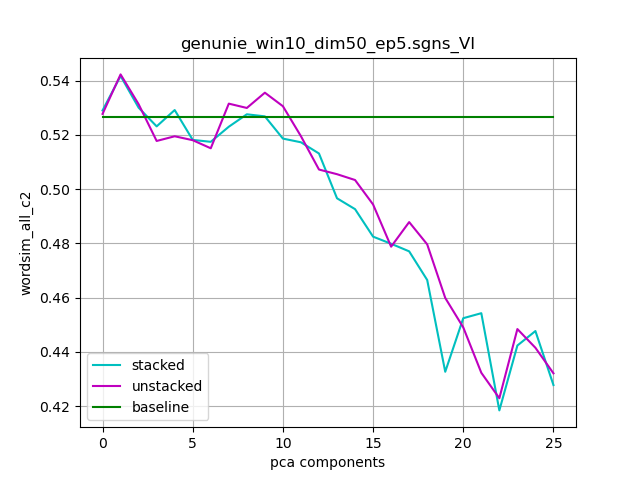 genunie_win10_dim50_ep5.sgns_VI
wordsim_all_c2
0.54
0.52
0.50
0.48
0.46
0.44
0.42
stacked
unstacked
baseline
0 5 10 15 20 25
pca components